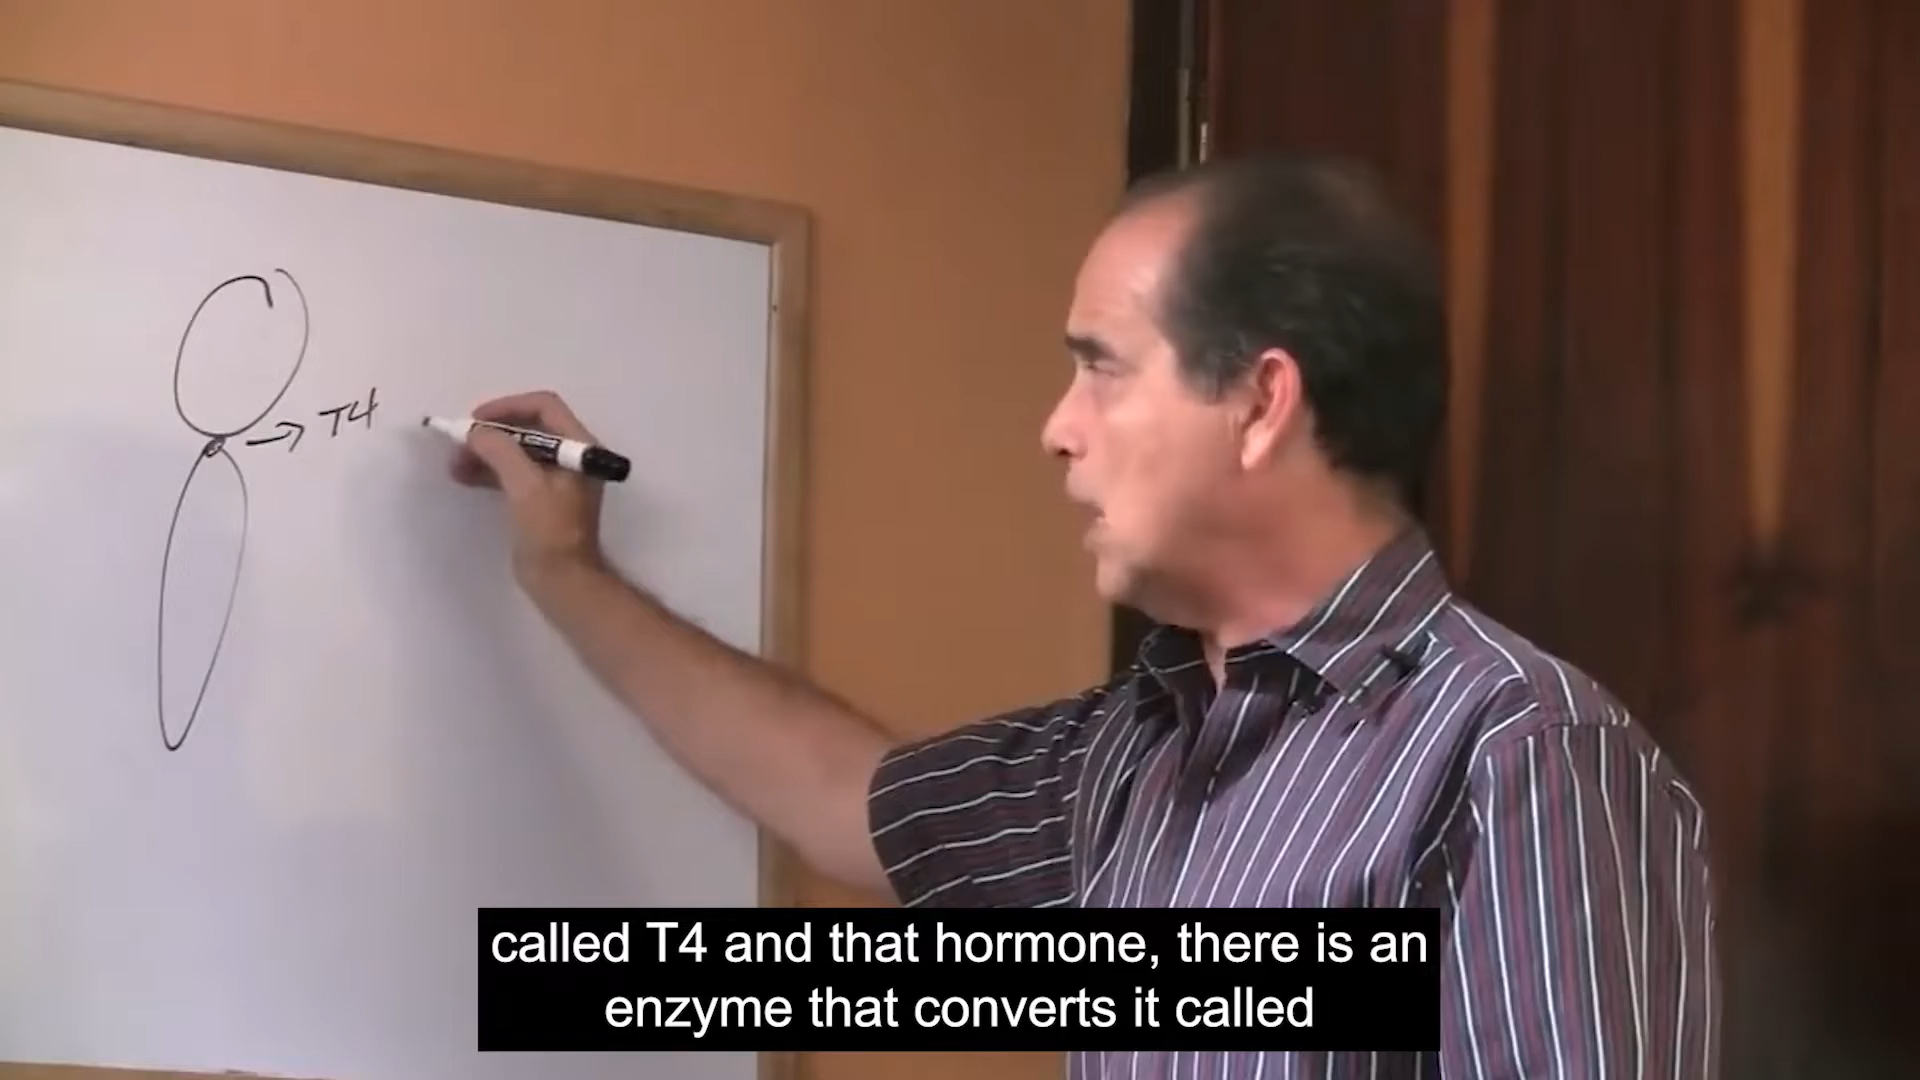 → T4
called T4 and that hormone, there is an
enzyme that converts it called